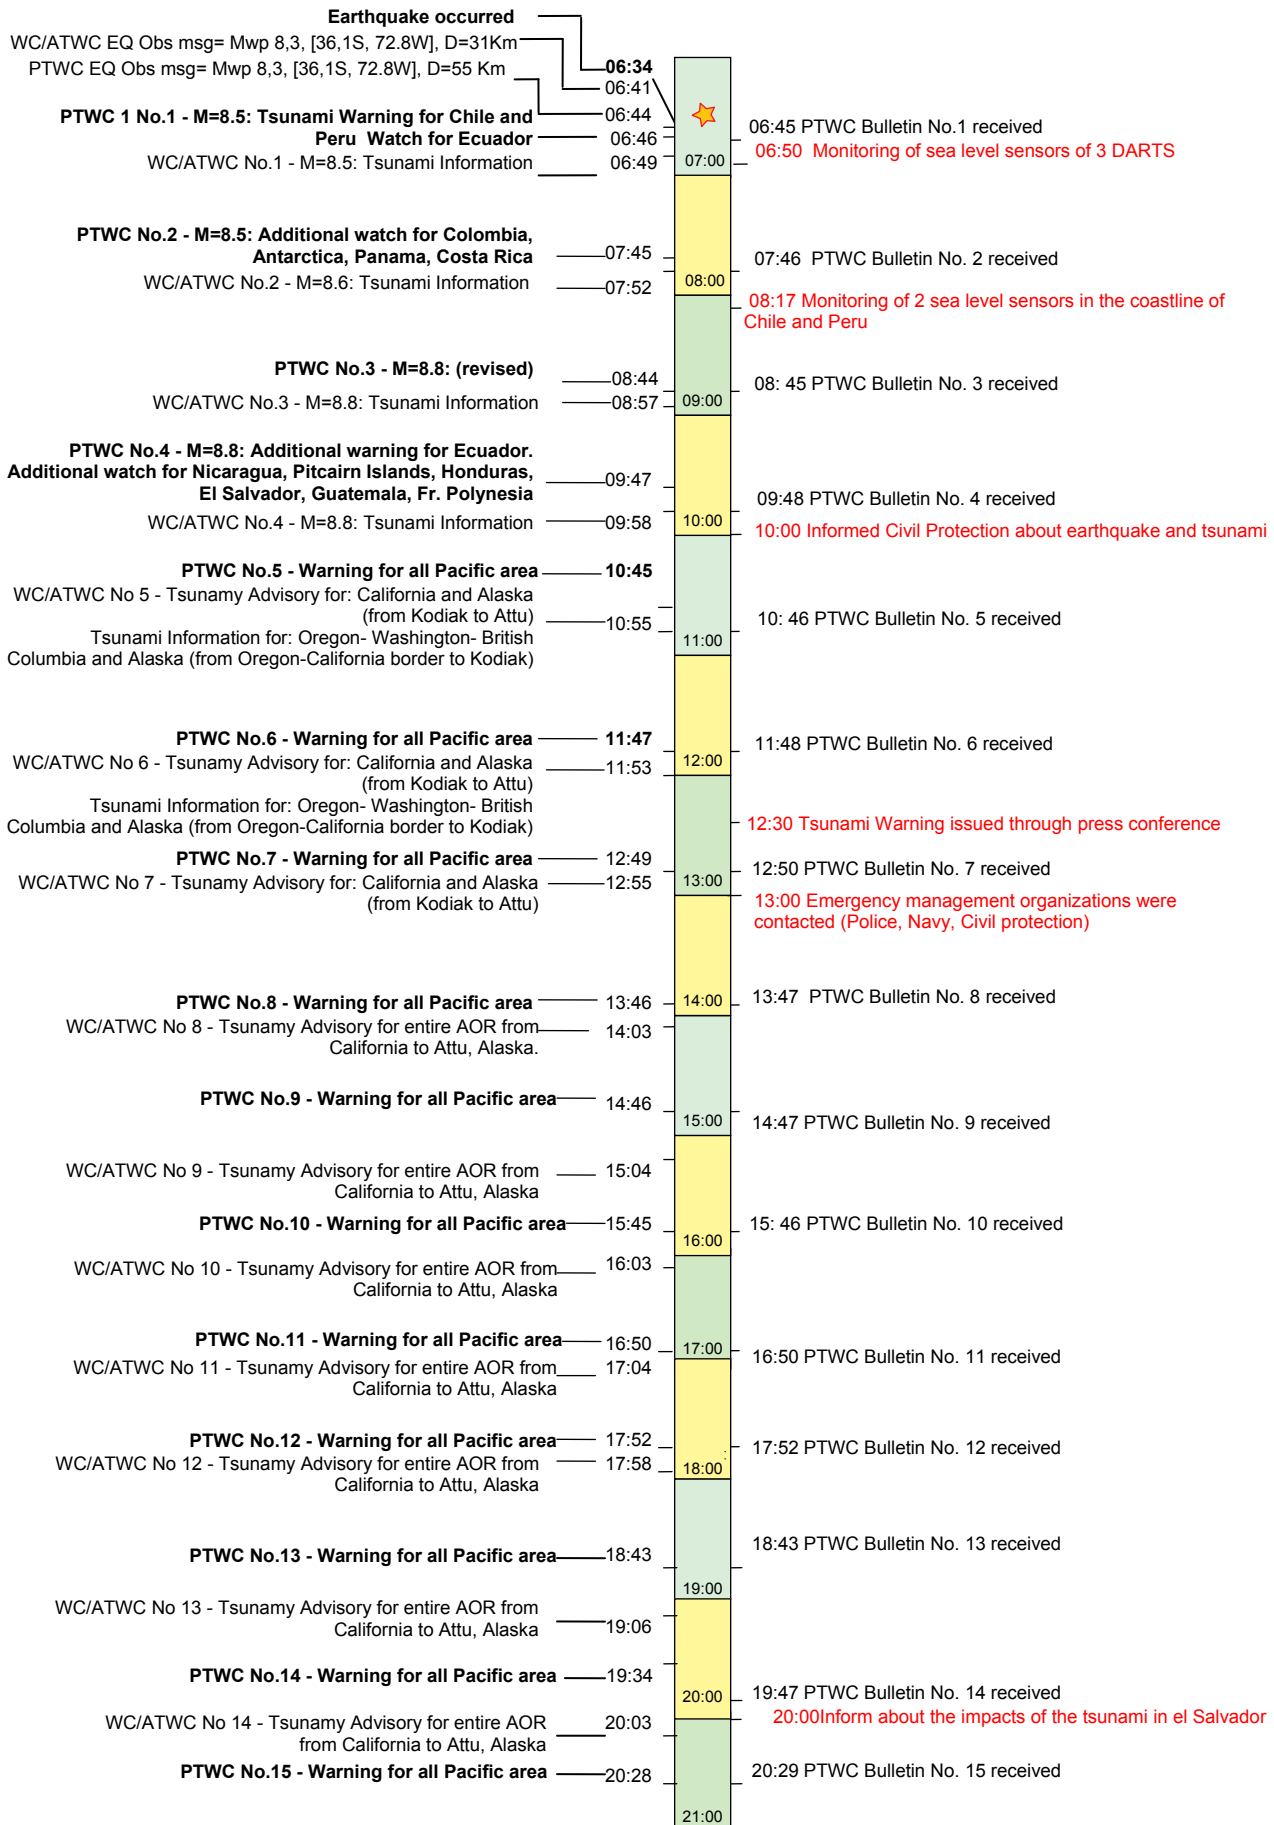 Earthquake occurred
WC/ATWC EQ Obs msg= Mwp 8,3, [36,1S, 72.8W], D=31Km
PTWC EQ Obs msg= Mwp 8,3, [36,1S, 72.8W], D=55 Km
06:34
06:41
PTWC 1 No.1 - M=8.5: Tsunami Warning for Chile and
06:44
Peru Watch for Ecuador
06:46
WC/ATWC No.1 - M=8.5: Tsunami Information
06:49
07:00
06:45 PTWC Bulletin No.1 received
06:50 Monitoring of sea level sensors of 3 DARTS
PTWC No.2 - M=8.5: Additional watch for Colombia,
Antarctica, Panama, Costa Rica
07:45
WC/ATWC No.2 - M=8.6: Tsunami Information
07:52
08:00
07:46 PTWC Bulletin No. 2 received
08:17 Monitoring of 2 sea level sensors in the coastline of
Chile and Peru
PTWC No.3 - M=8.8: (revised)
08:44
WC/ATWC No.3 - M=8.8: Tsunami Information
08:57
09:00
08: 45 PTWC Bulletin No. 3 received
PTWC No.4 - M=8.8: Additional warning for Ecuador.
Additional watch for Nicaragua, Pitcairn Islands, Honduras,
El Salvador, Guatemala, Fr. Polynesia
09:47
WC/ATWC No.4 - M=8.8: Tsunami Information
09:58
10:00
09:48 PTWC Bulletin No. 4 received
10:00 Informed Civil Protection about earthquake and tsunami
PTWC No.5 - Warning for all Pacific area
10:45
WC/ATWC No 5 - Tsunamy Advisory for: California and Alaska
(from Kodiak to Attu)
10:55
Tsunami Information for: Oregon- Washington- British
Columbia and Alaska (from Oregon-California border to Kodiak)
11:00
10: 46 PTWC Bulletin No. 5 received
PTWC No.6 - Warning for all Pacific area
11:47
WC/ATWC No 6 - Tsunamy Advisory for: California and Alaska
(from Kodiak to Attu)
11:53
Tsunami Information for: Oregon- Washington- British
Columbia and Alaska (from Oregon-California border to Kodiak)
12:00
11:48 PTWC Bulletin No. 6 received
12:30 Tsunami Warning issued through press conference
PTWC No.7 - Warning for all Pacific area
12:49
WC/ATWC No 7 - Tsunamy Advisory for: California and Alaska
(from Kodiak to Attu)
12:55
13:00
12:50 PTWC Bulletin No. 7 received
13:00 Emergency management organizations were
contacted (Police, Navy, Civil protection)
PTWC No.8 - Warning for all Pacific area
13:46
14:00
13:47 PTWC Bulletin No. 8 received
WC/ATWC No 8 - Tsunamy Advisory for entire AOR from
California to Attu, Alaska.
14:03
PTWC No.9 - Warning for all Pacific area
14:46
15:00
14:47 PTWC Bulletin No. 9 received
WC/ATWC No 9 - Tsunamy Advisory for entire AOR from
California to Attu, Alaska
15:04
PTWC No.10 - Warning for all Pacific area
15:45
16:00
15: 46 PTWC Bulletin No. 10 received
WC/ATWC No 10 - Tsunamy Advisory for entire AOR from
California to Attu, Alaska
16:03
PTWC No.11 - Warning for all Pacific area
16:50
17:00
16:50 PTWC Bulletin No. 11 received
WC/ATWC No 11 - Tsunamy Advisory for entire AOR from
California to Attu, Alaska
17:04
PTWC No.12 - Warning for all Pacific area
17:52
17:52 PTWC Bulletin No. 12 received
WC/ATWC No 12 - Tsunamy Advisory for entire AOR from
California to Attu, Alaska
17:58
18:00
PTWC No.13 - Warning for all Pacific area
18:43
18:43 PTWC Bulletin No. 13 received
19:00
WC/ATWC No 13 - Tsunamy Advisory for entire AOR from
California to Attu, Alaska
19:06
PTWC No.14 - Warning for all Pacific area
19:34
20:00
19:47 PTWC Bulletin No. 14 received
20:00Inform about the impacts of the tsunami in el Salvador
WC/ATWC No 14 - Tsunamy Advisory for entire AOR
from California to Attu, Alaska
20:03
PTWC No.15 - Warning for all Pacific area
20:28
20:29 PTWC Bulletin No. 15 received
21:00